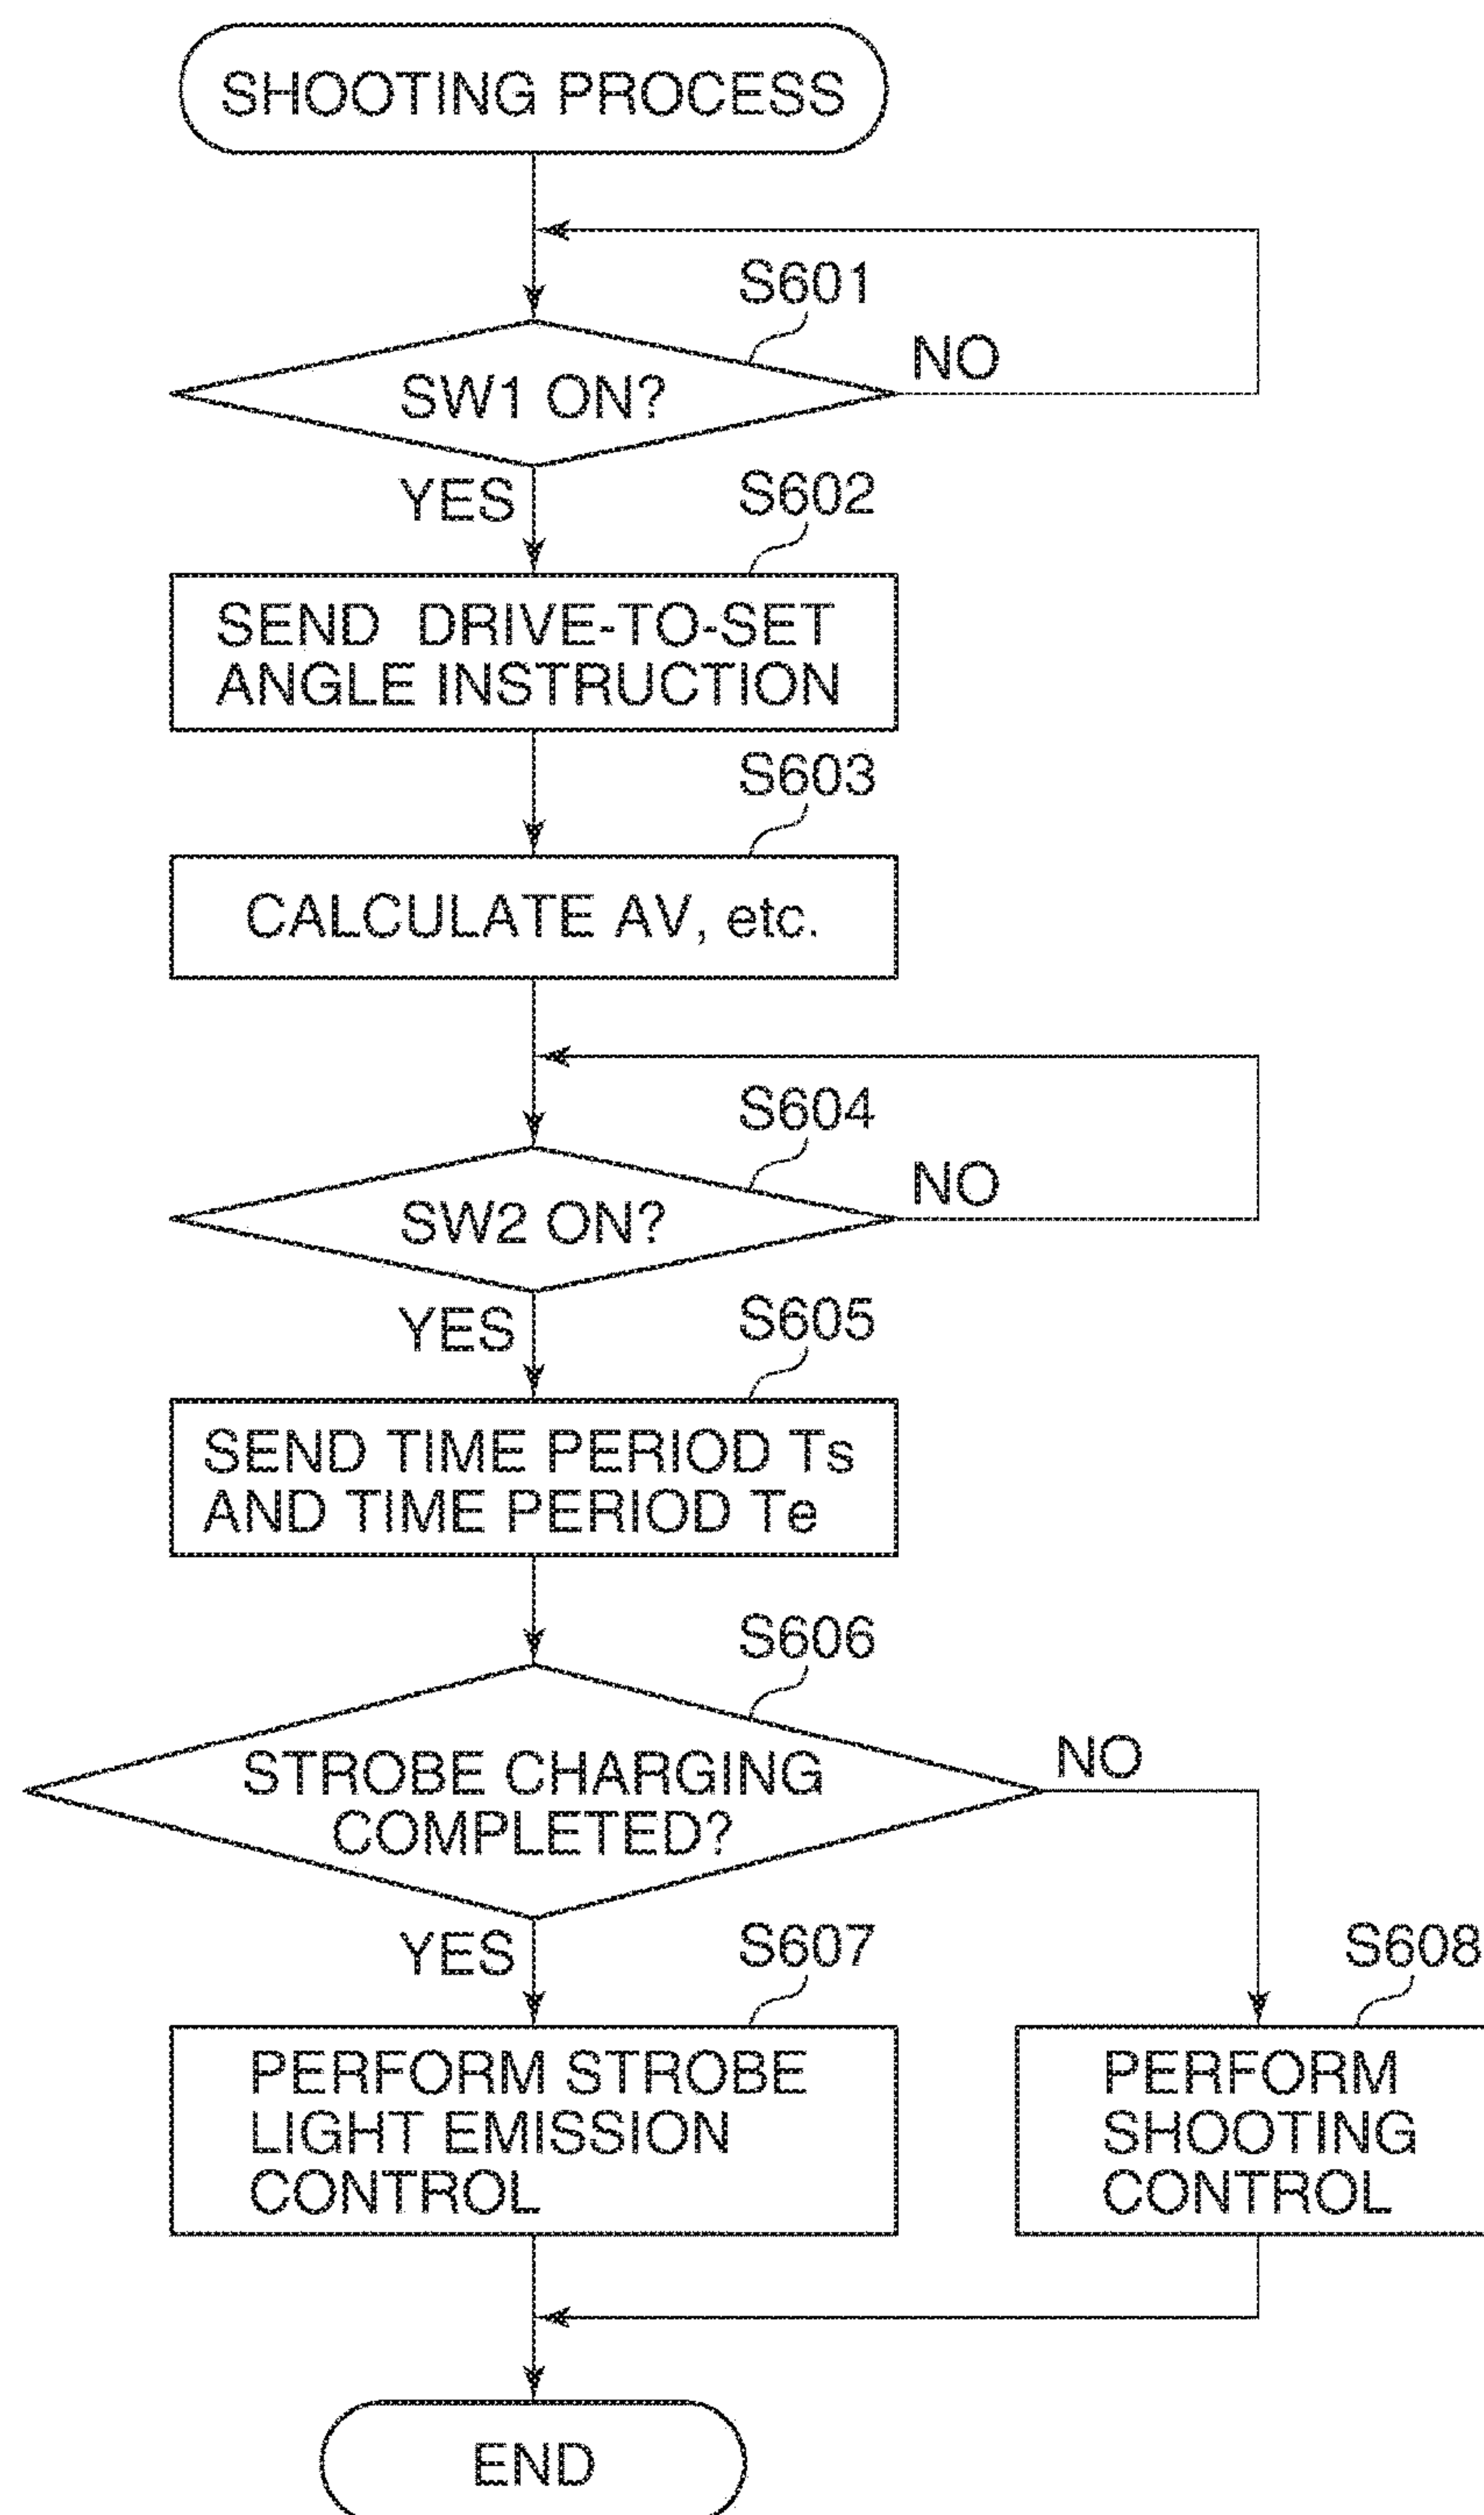 SHOOTING PROCESS
S601
SW1 ON?
NO
YES
S602
SEND DRIVE-TO-SET
ANGLE INSTRUCTION
S603
CALCULATE AV, etc.
S604
SW2 ON?
NO
YES
S605
SEND TIME PERIOD Ts
AND TIME PERIOD Te
S606
STROBE CHARGING
COMPLETED?
NO
YES
S607
PERFORM STROBE
LIGHT EMISSION
CONTROL
S608
PERFORM
SHOOTING
CONTROL
END